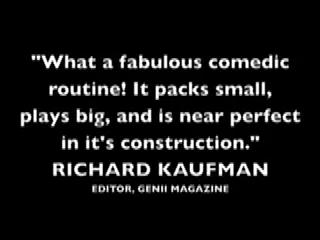 "What a fabulous comedic
routine! It packs small,
plays big, and is near perfect
in it's construction."
RICHARD KAUFMAN
EDITOR, GENII MAGAZINE